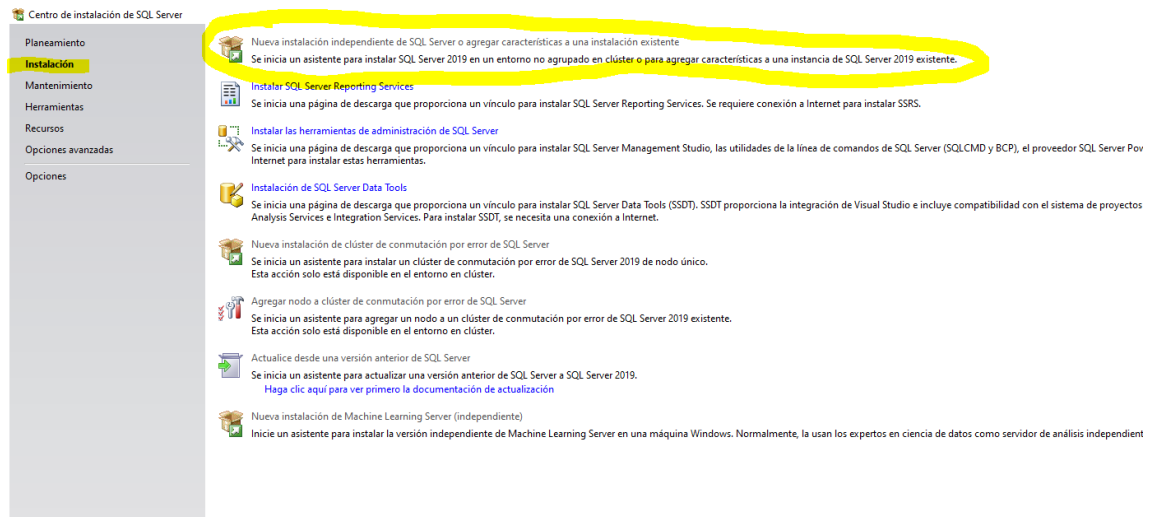 Centro de instalación de SQL Server
Planeamiento
Instalación
Mantenimiento
Herramientas
Recursos
Opciones avanzadas
Opciones
Nueva instalación independiente de SQL Server o agregar características a una instalación existente
Se inicia un asistente para instalar SQL Server 2019 en un entorno no agrupado en clúster o para agregar características a una instancia de SQL Server 2019 existente.
Instalar SQL Server Reporting Services
Se inicia una página de descarga que proporciona un vínculo para instalar SQL Server Reporting Services. Se requiere conexión a Internet para instalar SSRS.
Instalar las herramientas de administración de SQL Server
Se inicia una página de descarga que proporciona un vínculo para instalar SQL Server Management Studio, las utilidades de la línea de comandos de SQL Server (SQLCMD y BCP), el proveedor SQL Server
Internet para instalar estas herramientas.
Instalación de SQL Server Data Tools
Se inicia una página de descarga que proporciona un vínculo para instalar SQL Server Data Tools (SSDT). SSDT proporciona la integración de Visual Studio e incluye compatibilidad con el sistema de proyectos
Analysis Services e Integration Services. Para instalar SSDT, se necesita una conexión a Internet.
Nueva instalación de clúster de conmutación por error de SQL Server
Se inicia un asistente para instalar un clúster de conmutación por error de SQL Server 2019 de nodo único.
Esta acción solo está disponible en el entorno en clúster.
Agregar nodo a clúster de conmutación por error de SQL Server
Se inicia un asistente para agregar un nodo a un clúster de conmutación por error de SQL Server 2019 existente.
Esta acción solo está disponible en el entorno en clúster.
Actualice desde una versión anterior de SQL Server
Se inicia un asistente para actualizar una versión anterior de SQL Server a SQL Server 2019.
Haga clic aquí para ver primero la documentación de actualización
Nueva instalación de Machine Learning Server (independiente)
Inicie un asistente para instalar la versión independiente de Machine Learning Server en una máquina Windows. Normalmente, la usan los expertos en ciencia de datos como servidor de análisis independient